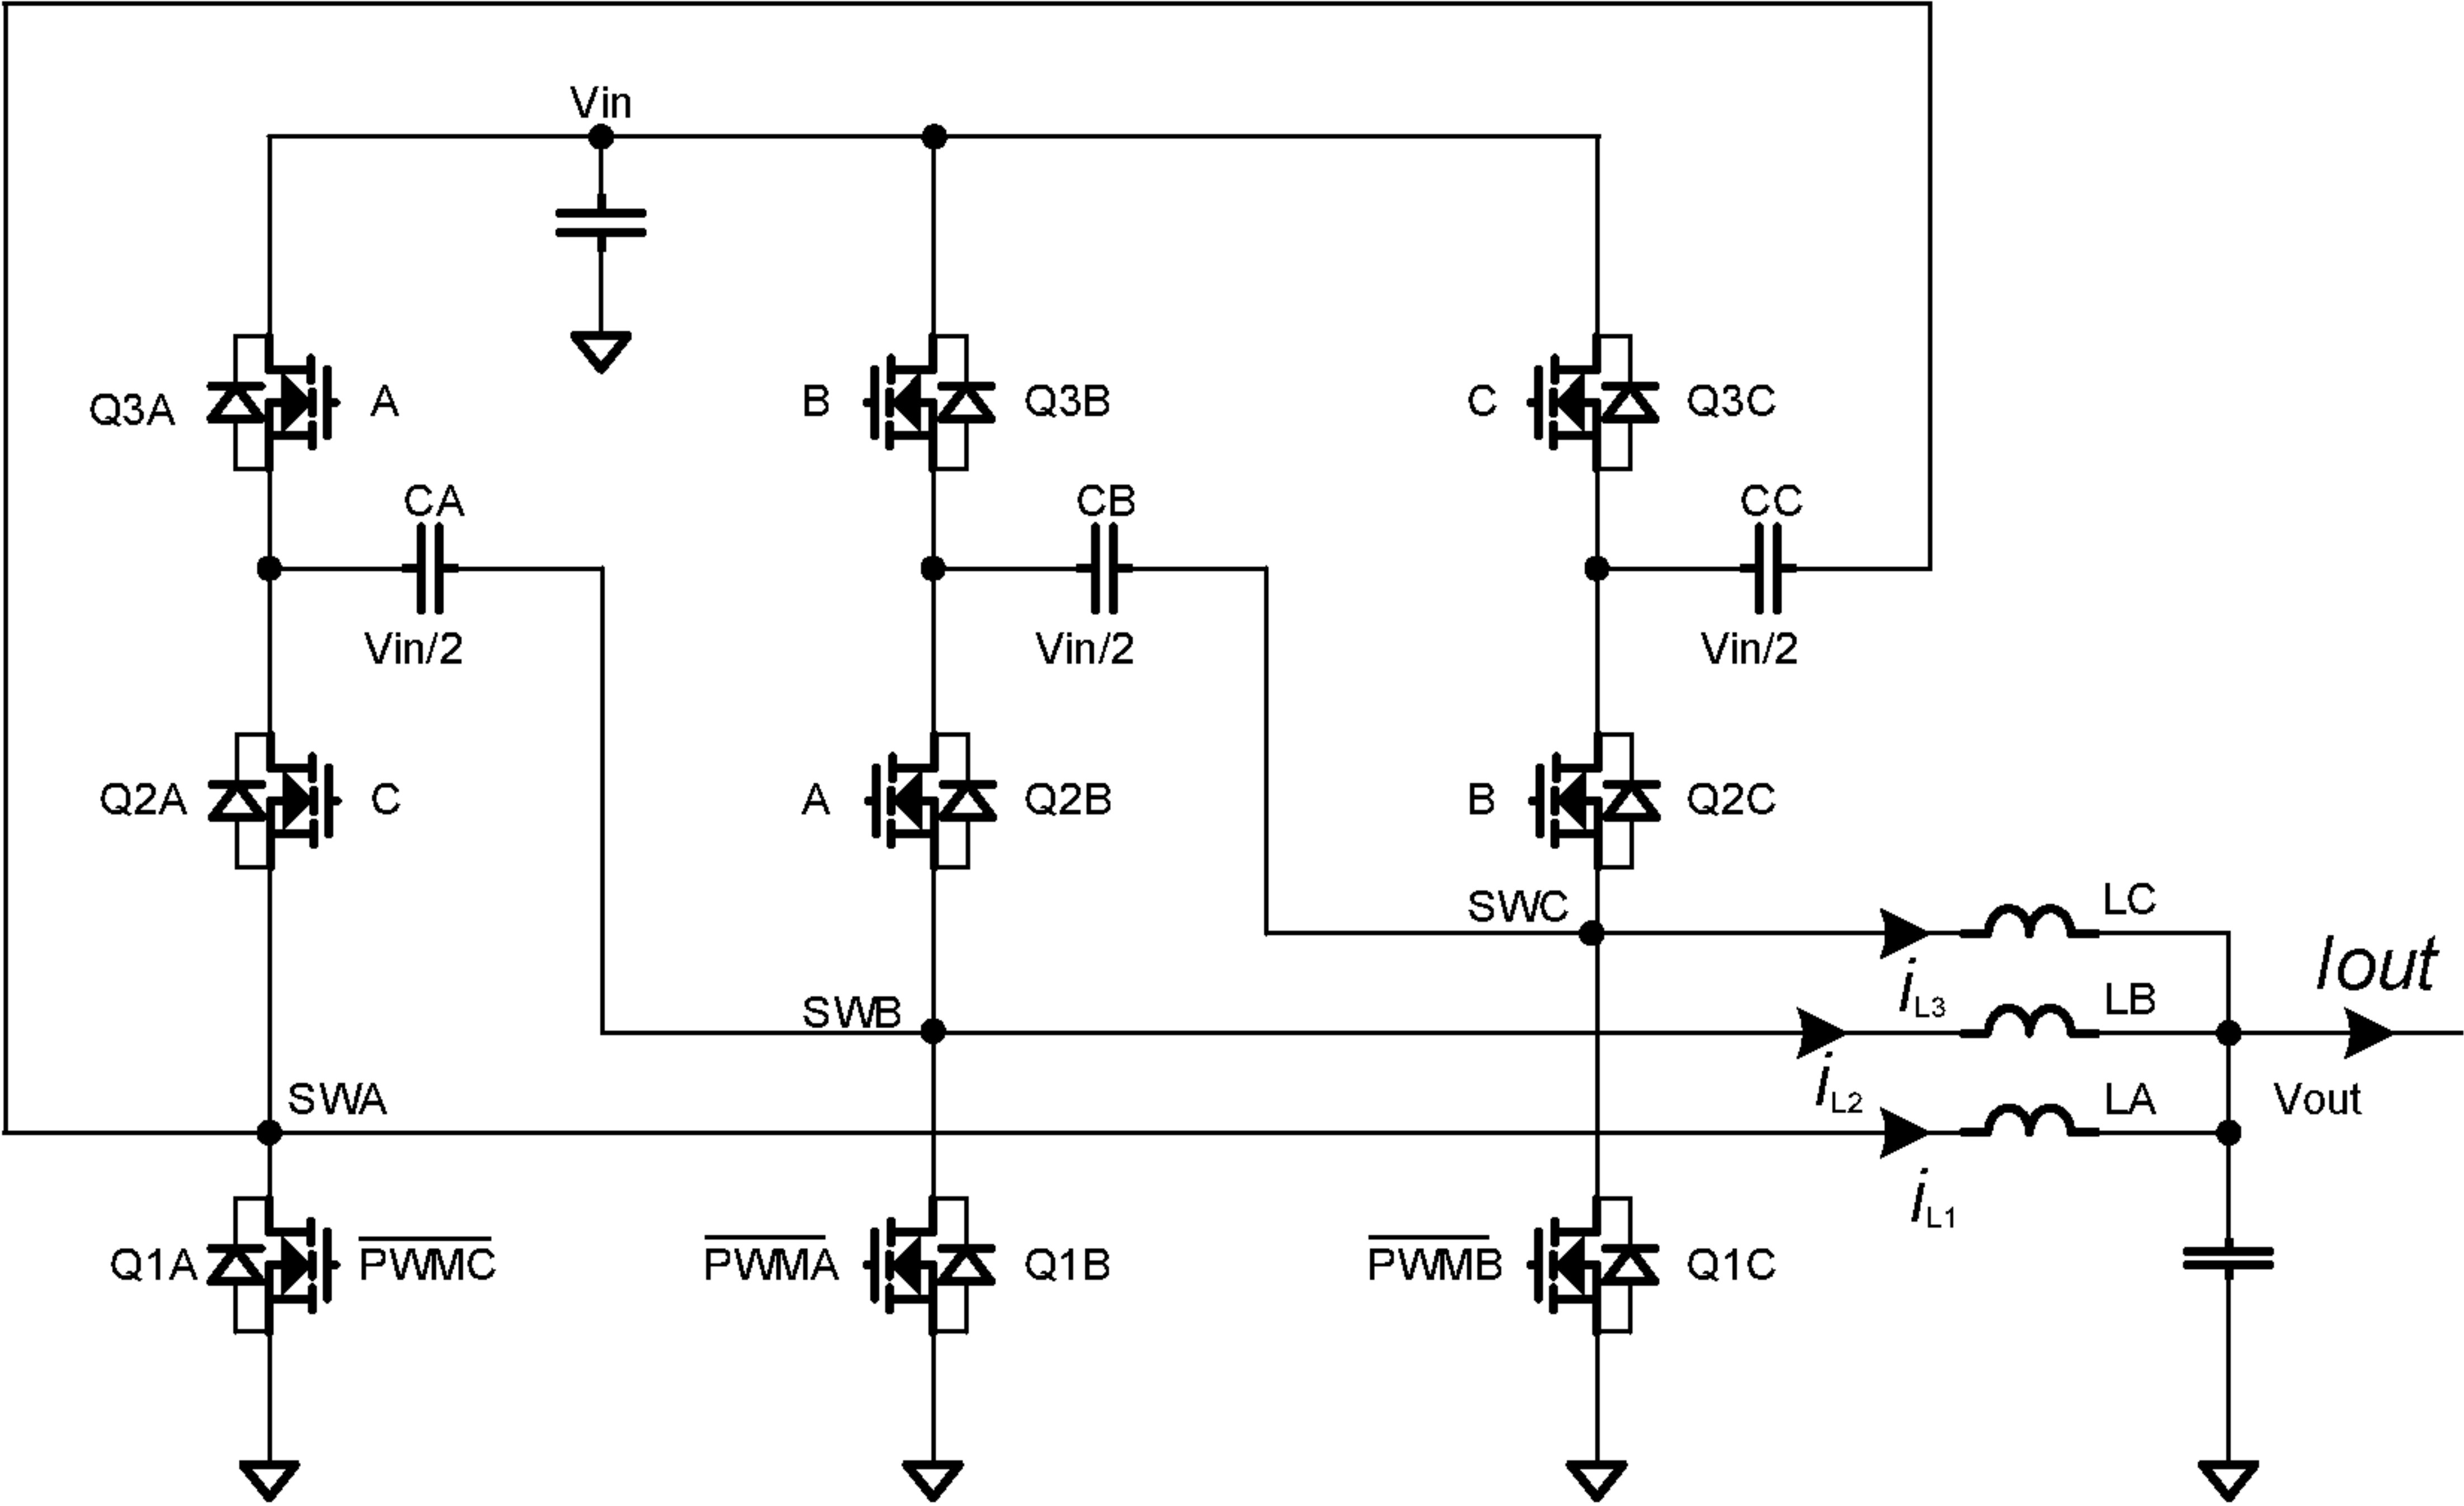 Vin
Q3A A B Q3B C Q3C
CA CB CC
Vin/2 Vin/2 Vin/2
Q2A C A Q2B B Q2C
SWC LC
Iout
iL3 LB
SWB
iL2 LA Vout
SWA
iL1
Q1A PWMC PWMA Q1B PWMB Q1C